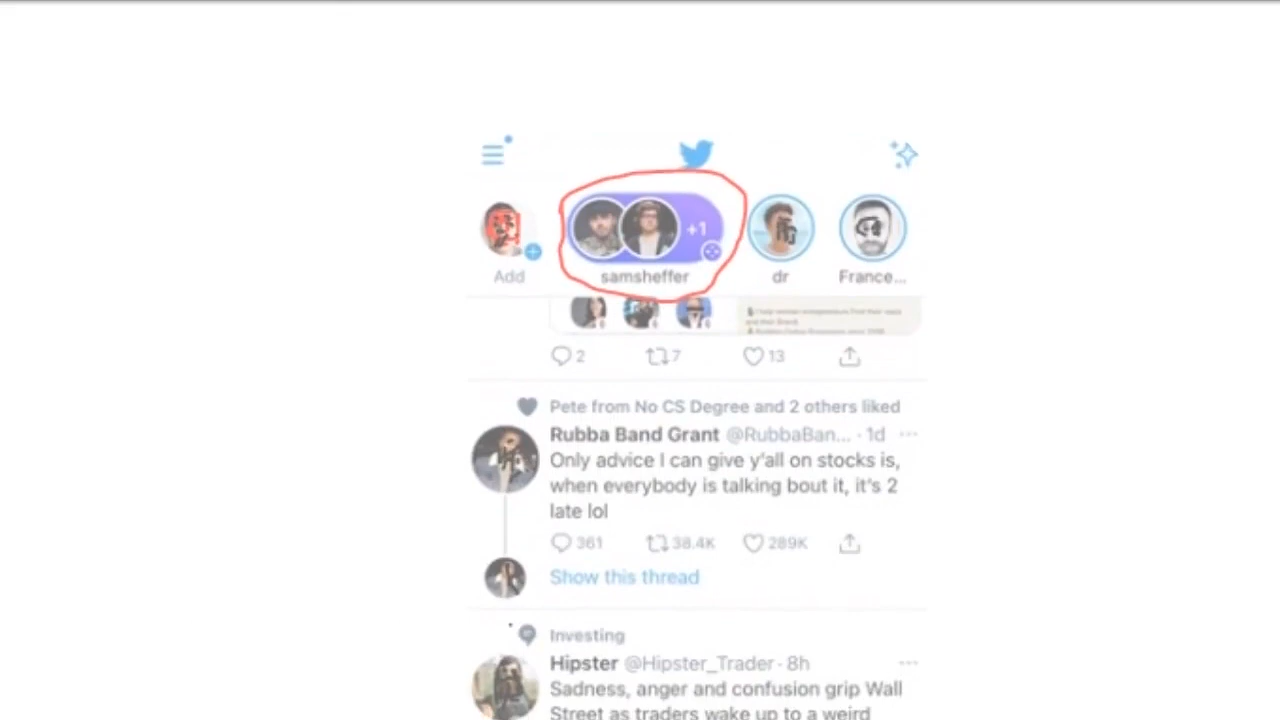 +1
Add
samsheffer
dr
France...
2
7
13
Pete from No CS Degree and 2 others liked
Rubba Band Grant @RubbaBan... · 1d
Only advice I can give y'all on stocks is,
when everybody is talking bout it, it's 2
late lol
361
38.4K
289K
Show this thread
Investing
Hipster @Hipster_Trader · 8h
Sadness, anger and confusion grip Wall
Street as traders wake up to a weird